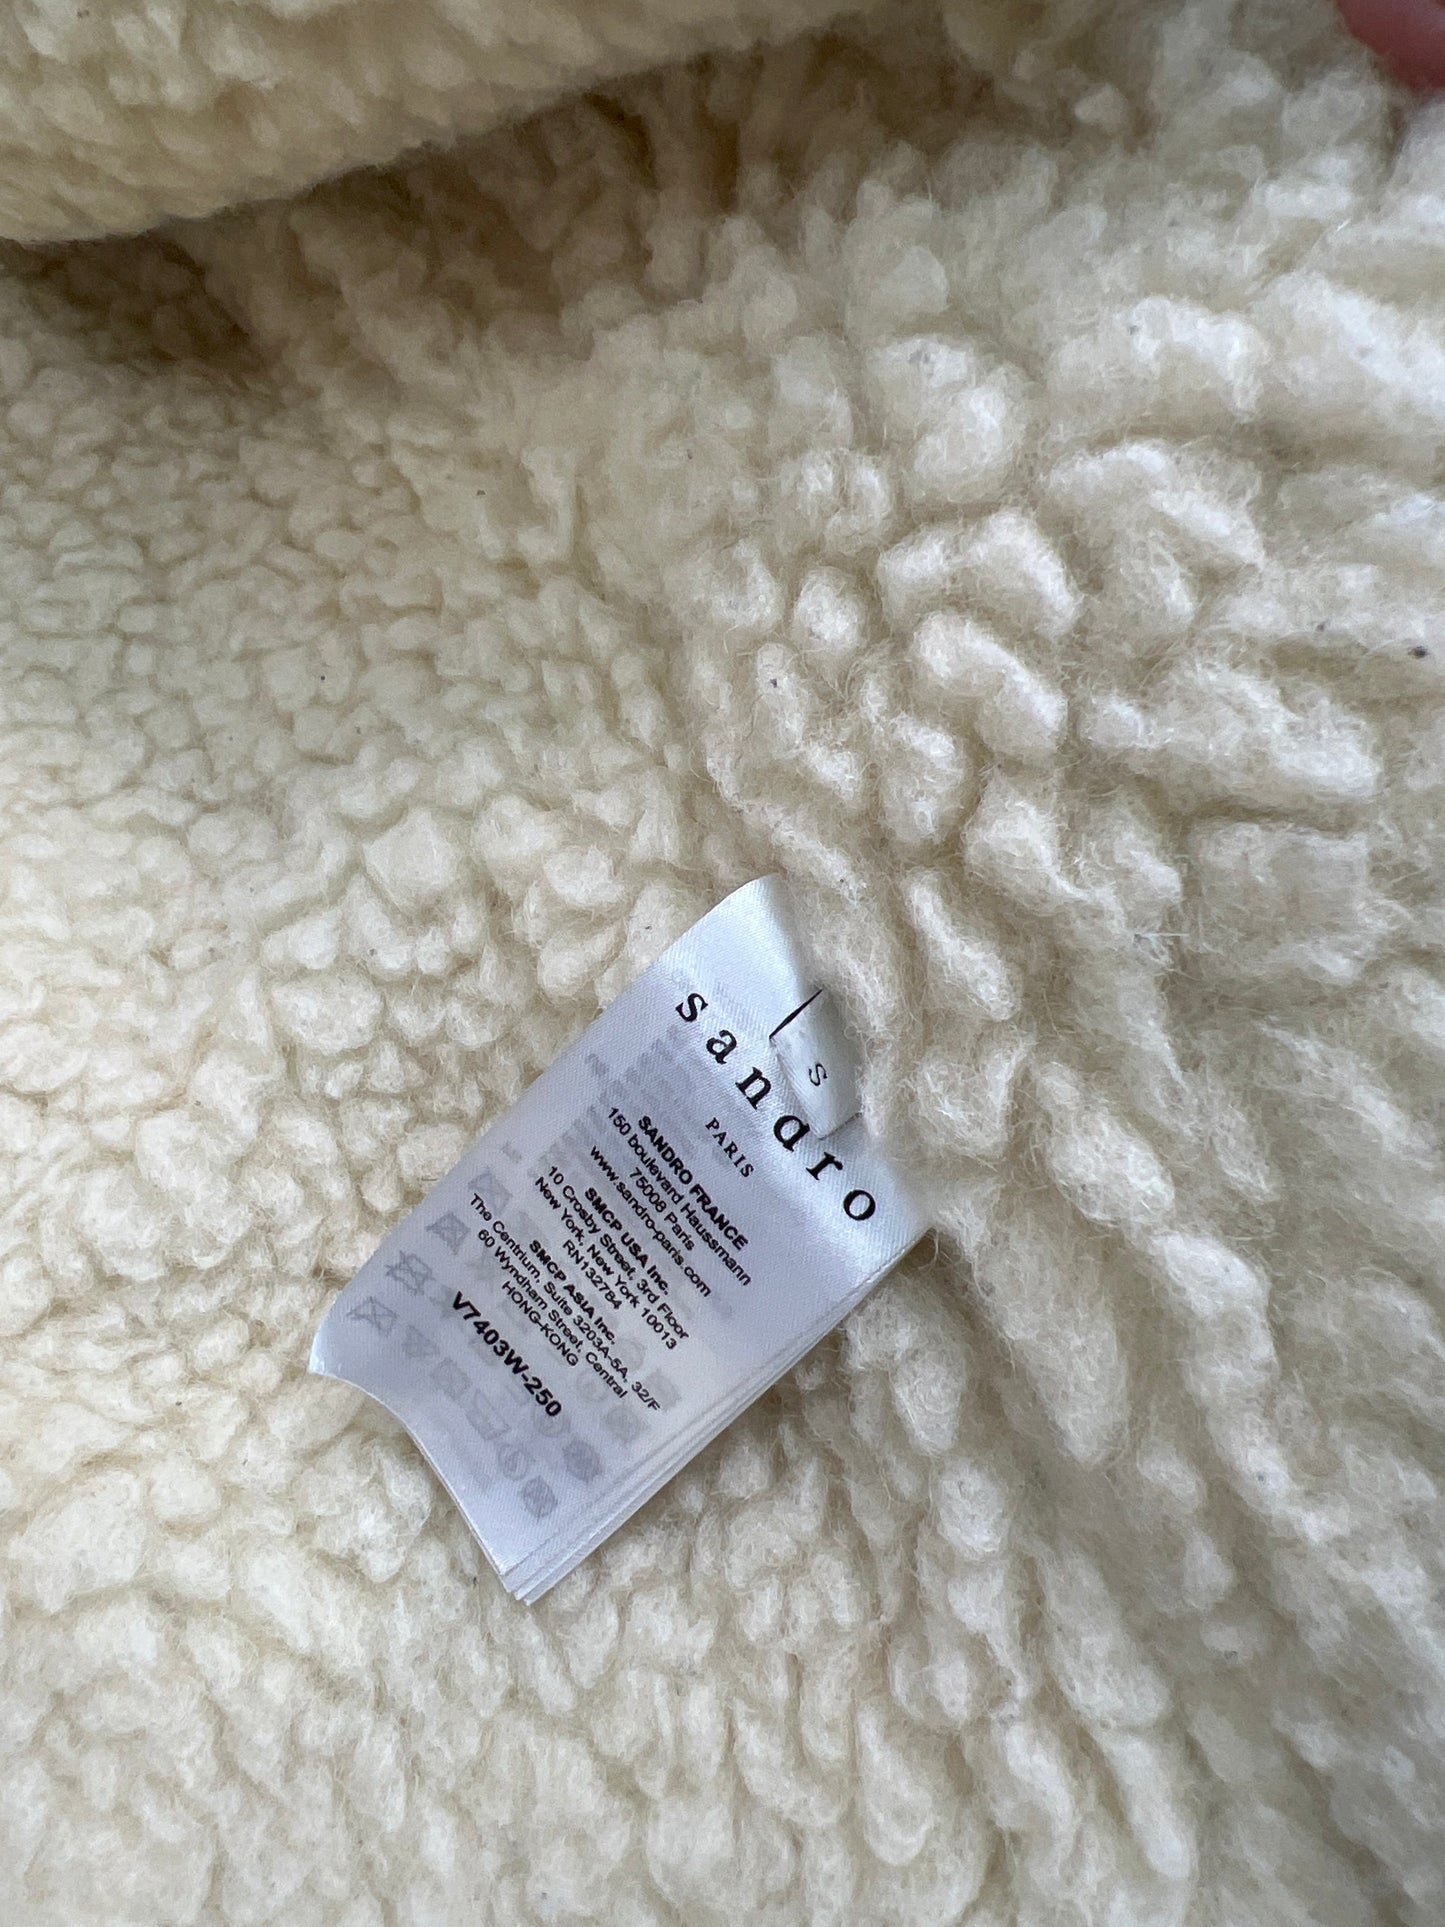 sandro
S
PARIS
SANDRO FRANCE
150 boulevard Haussmann
75008 Paris
www.sandro-paris.com
SMCP USA Inc.
10 Crosby Street, 3rd Floor
New York, New York 10013
RN132784
SMCP ASIA Inc.
The Centrium, Suite 3203A-5A, 32/F
60 Wyndham Street, Central
HONG-KONG
V7403W-250